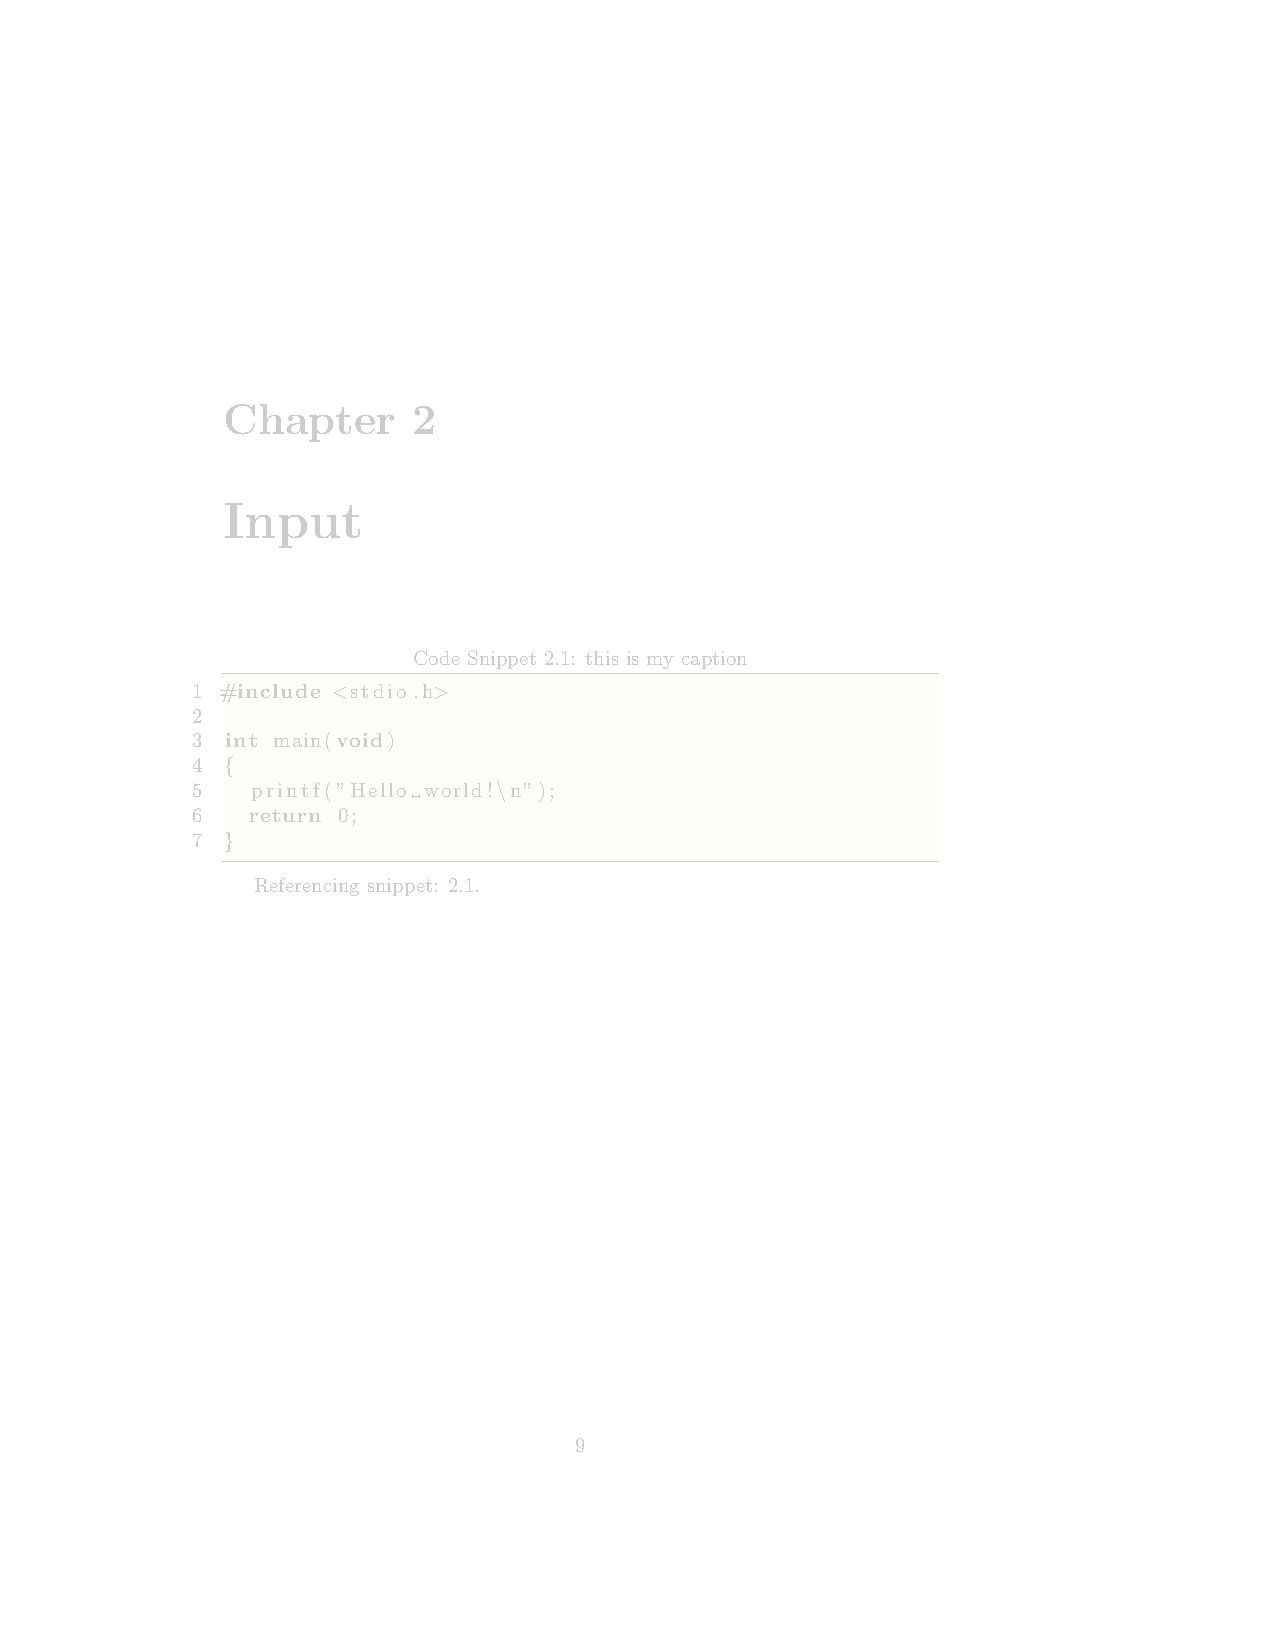 Chapter 2
Input
Code Snippet 2.1: this is my caption
1 #include <stdio.h>
2
3 int main(void)
4 {
5 printf("Hello␣world!\n");
6 return 0;
7 }
Referencing snippet: 2.1.
9